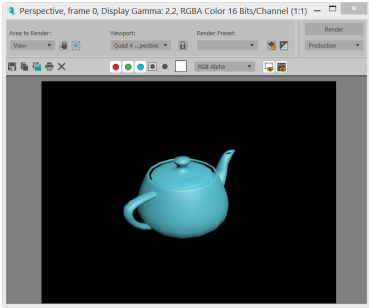 Perspective, frame 0, Display Gamma: 2.2, RGBA Color 16 Bits/Channel (1:1)
Area to Render:
Viewport:
Render Preset:
Render
View
Quad 4 ...pective
Production
RGB Alpha